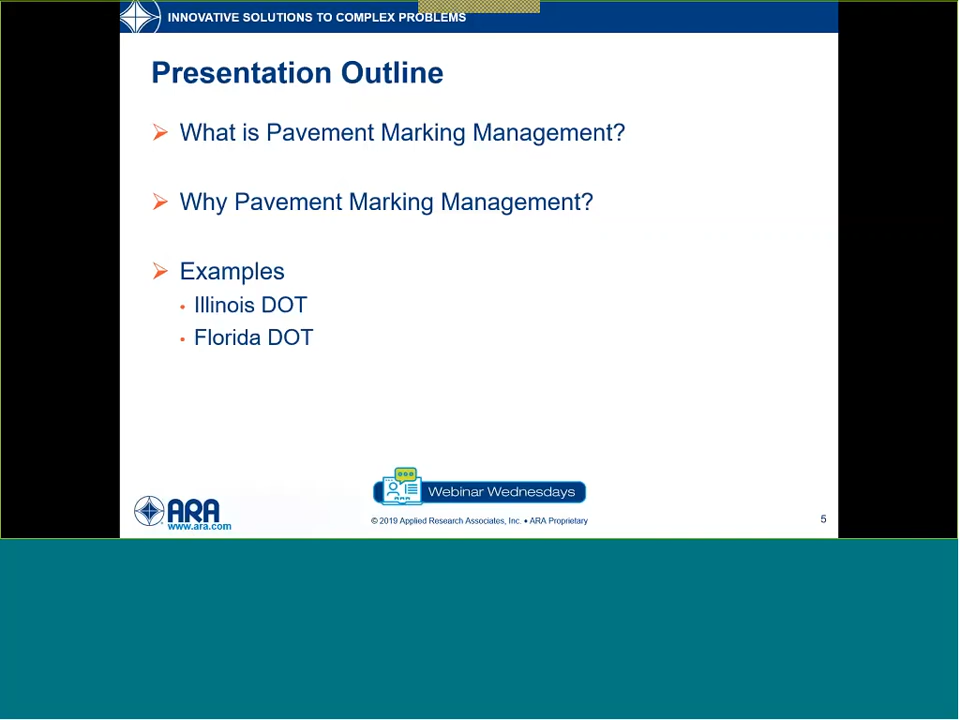 INNOVATIVE SOLUTIONS TO COMPLEX PROBLEMS
Presentation Outline
What is Pavement Marking Management?
Why Pavement Marking Management?
Examples
Illinois DOT
Florida DOT
Webinar Wednesdays
ARA
www.ara.com
© 2019 Applied Research Associates, Inc. • ARA Proprietary
5